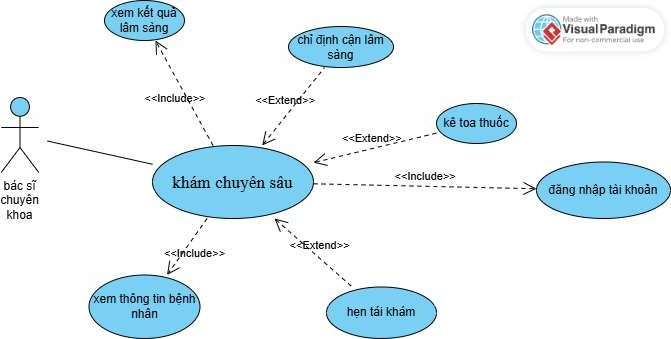 xem kết quả
lâm sàng
chỉ định cận lâm
sàng
Made with
VisualParadigm
For non-commercial use
<<Include>>
<<Extend>>
kê toa thuốc
<<Extend>>
bác sĩ
chuyên
khoa
khám chuyên sâu
<<Include>>
đăng nhập tài khoản
<<Include>>
<<Extend>>
xem thông tin bệnh
nhân
hẹn tái khám